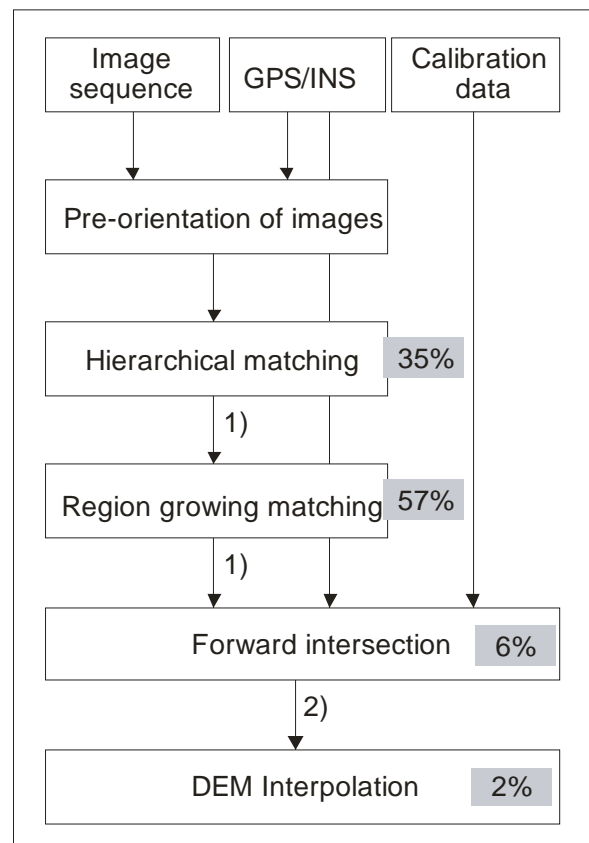 Image
sequence
GPS/INS
Calibration
data
Pre-orientation of images
Hierarchical matching
35%
1)
Region growing matching
57%
1)
Forward intersection
6%
2)
DEM Interpolation
2%